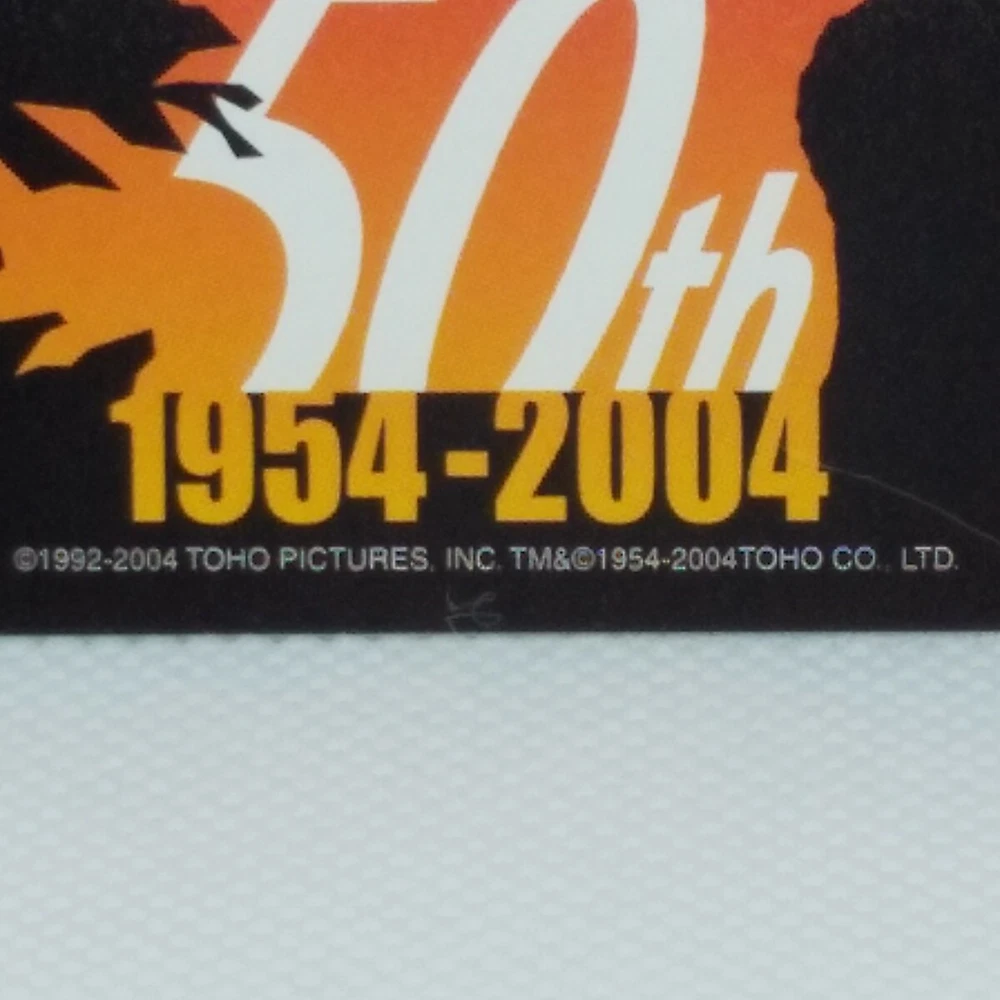 50th
1954-2004
©1992-2004 TOHO PICTURES, INC. TM&©1954-2004TOHO CO., LTD.